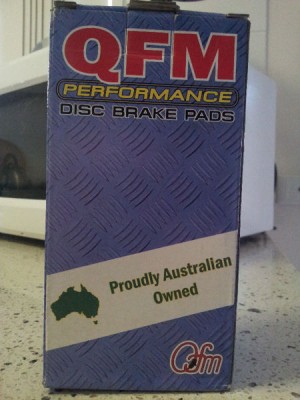 QFM
PERFORMANCE
DISC BRAKE PADS
Proudly Australian
Owned
Qfm